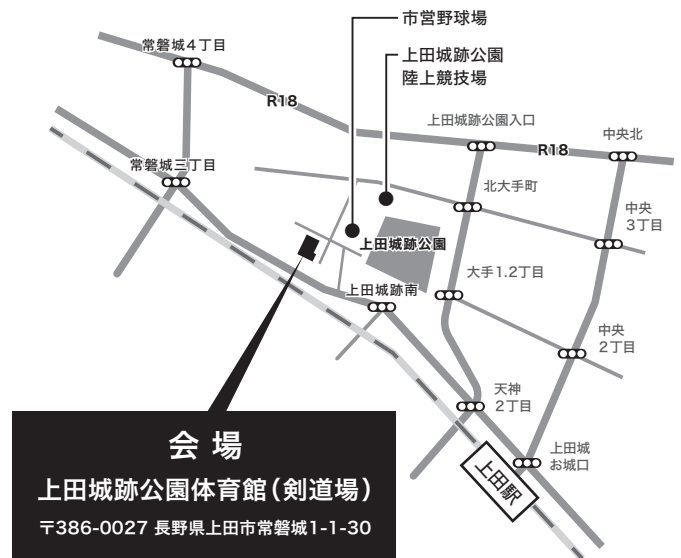 市営野球場
上田城跡公園
陸上競技場
常磐城4丁目
R18
上田城跡公園入口
R18
中央北
常磐城三丁目
北大手町
中央
3丁目
上田城跡公園
大手1.2丁目
上田城跡南
中央
2丁目
天神
2丁目
上田城
お城口
上田駅
会 場
上田城跡公園体育館（剣道場）
〒386-0027 長野県上田市常磐城1-1-30